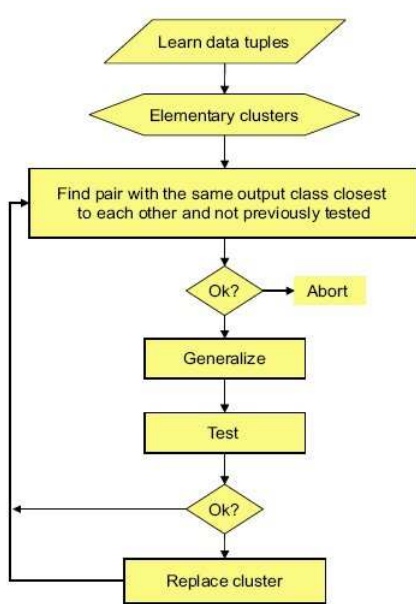 Learn data tuples
Elementary clusters
Find pair with the same output class closest
to each other and not previously tested
Ok?
Abort
Generalize
Test
Ok?
Replace cluster